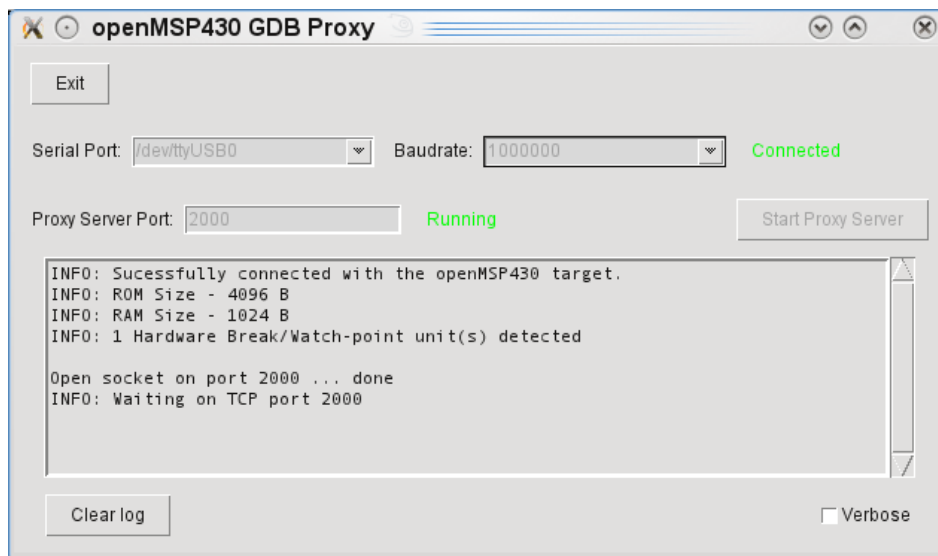 openMSP430 GDB Proxy
Exit
Serial Port: /dev/ttyUSB0 Baudrate: 1000000 Connected
Proxy Server Port: 2000 Running Start Proxy Server
INFO: Sucessfully connected with the openMSP430 target.
INFO: ROM Size - 4096 B
INFO: RAM Size - 1024 B
INFO: 1 Hardware Break/Watch-point unit(s) detected
Open socket on port 2000 ... done
INFO: Waiting on TCP port 2000
Clear log Verbose